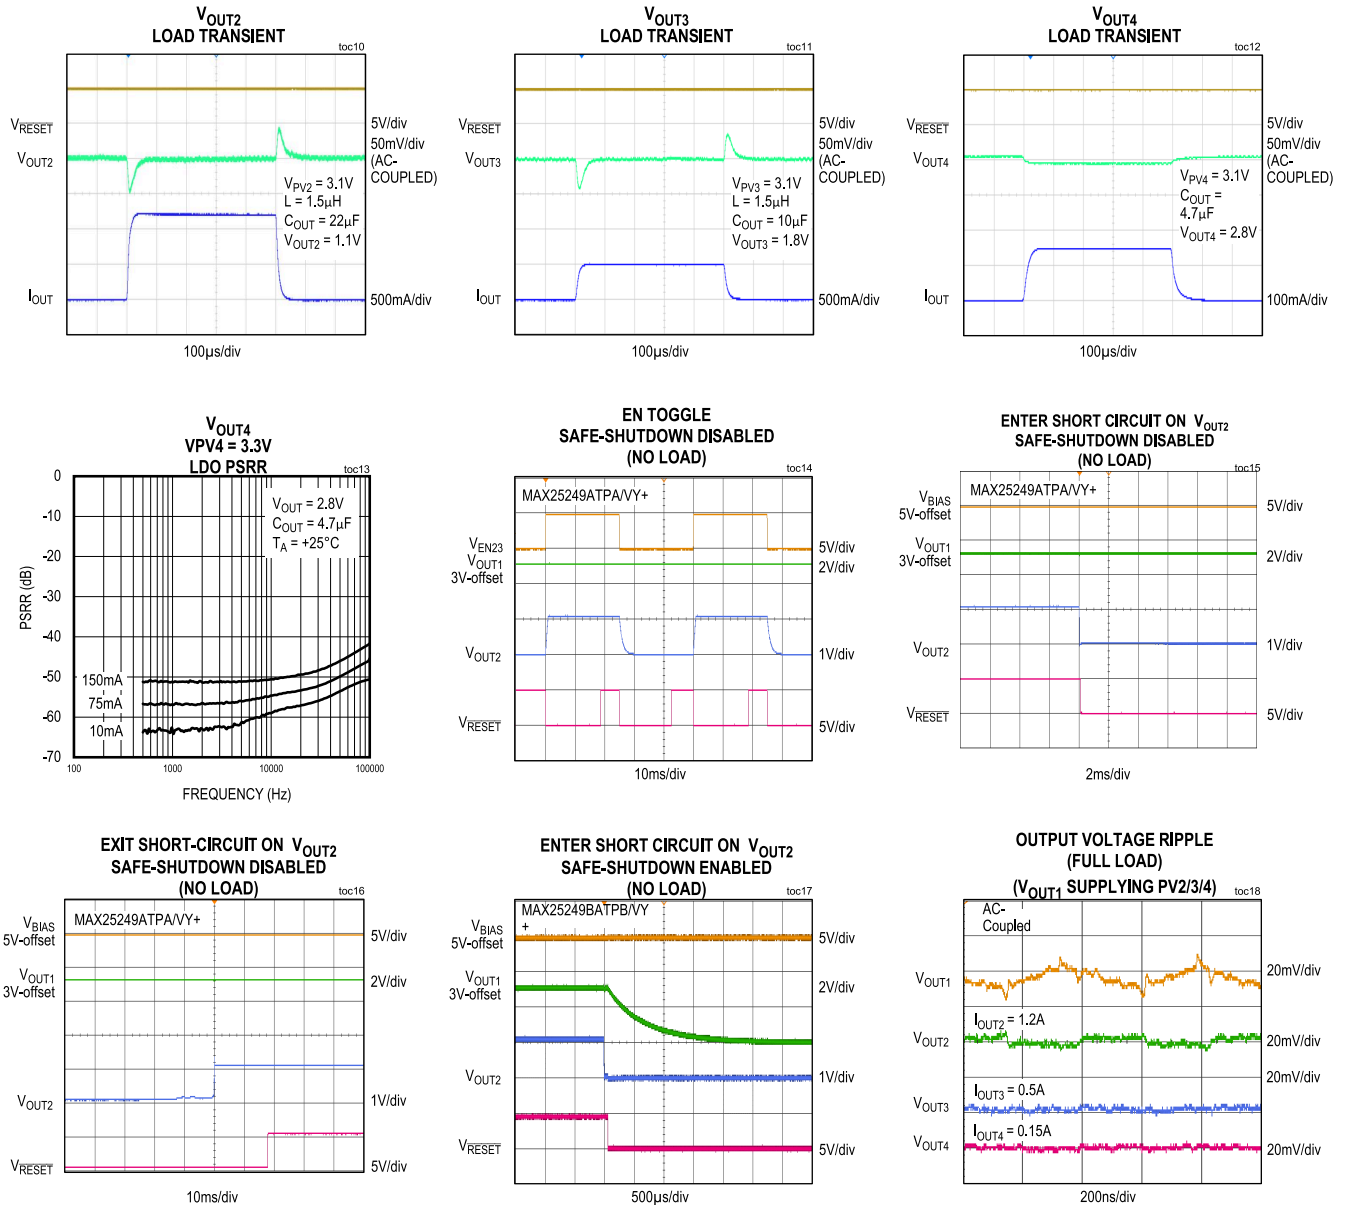 VOUT2
LOAD TRANSIENT
toc10
VRESET
5V/div
VOUT2
50mV/div
(AC-
COUPLED)
VPV2 = 3.1V
L = 1.5µH
COUT = 22µF
VOUT2 = 1.1V
IOUT
500mA/div
100µs/div
VOUT3
LOAD TRANSIENT
toc11
VRESET
5V/div
VOUT3
50mV/div
(AC-
COUPLED)
VPV3 = 3.1V
L = 1.5µH
COUT = 10µF
VOUT3 = 1.8V
IOUT
500mA/div
100µs/div
VOUT4
LOAD TRANSIENT
toc12
VRESET
5V/div
VOUT4
50mV/div
(AC-
COUPLED)
VPV4 = 3.1V
COUT =
4.7µF
VOUT4 = 2.8V
IOUT
100mA/div
100µs/div
VOUT4
VPV4 = 3.3V
LDO PSRR
toc13
0
-10
-20
-30
-40
-50
-60
-70
PSRR (dB)
VOUT = 2.8V
COUT = 4.7µF
TA = +25°C
150mA
75mA
10mA
100
1000
10000
100000
FREQUENCY (Hz)
EN TOGGLE
SAFE-SHUTDOWN DISABLED
(NO LOAD)
toc14
MAX25249ATPA/VY+
VEN23
5V/div
VOUT1
3V-offset
2V/div
VOUT2
1V/div
VRESET
5V/div
10ms/div
ENTER SHORT CIRCUIT ON VOUT2
SAFE-SHUTDOWN DISABLED
(NO LOAD)
toc15
MAX25249ATPA/VY+
VBIAS
5V-offset
5V/div
VOUT1
3V-offset
2V/div
VOUT2
1V/div
VRESET
5V/div
2ms/div
EXIT SHORT-CIRCUIT ON VOUT2
SAFE-SHUTDOWN DISABLED
(NO LOAD)
toc16
MAX25249ATPA/VY+
VBIAS
5V-offset
5V/div
VOUT1
3V-offset
2V/div
VOUT2
1V/div
VRESET
5V/div
10ms/div
ENTER SHORT CIRCUIT ON VOUT2
SAFE-SHUTDOWN ENABLED
(NO LOAD)
toc17
MAX25249BATPB/VY
+
VBIAS
5V-offset
5V/div
VOUT1
3V-offset
2V/div
VOUT2
1V/div
VRESET
5V/div
500µs/div
OUTPUT VOLTAGE RIPPLE
(FULL LOAD)
(VOUT1 SUPPLYING PV2/3/4)
toc18
AC-
Coupled
VOUT1
20mV/div
IOUT2 = 1.2A
VOUT2
20mV/div
20mV/div
IOUT3 = 0.5A
VOUT3
IOUT4 = 0.15A
VOUT4
20mV/div
200ns/div